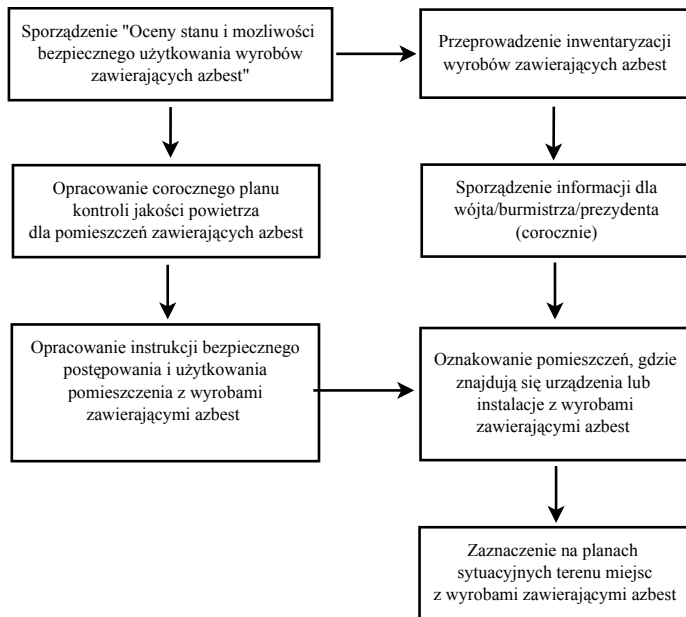 Sporządzenie "Oceny stanu i mozliwości
bezpiecznego użytkowania wyrobów
zawierających azbest"
Przeprowadzenie inwentaryzacji
wyrobów zawierających azbest
Opracowanie corocznego planu
kontroli jakości powietrza
dla pomieszczeń zawierających azbest
Sporządzenie informacji dla
wójta/burmistrza/prezydenta
(corocznie)
Opracowanie instrukcji bezpiecznego
postępowania i użytkowania
pomieszczenia z wyrobami
zawierającymi azbest
Oznakowanie pomieszczeń, gdzie
znajdują się urządzenia lub
instalacje z wyrobami
zawierającymi azbest
Zaznaczenie na planach
sytuacyjnych terenu miejsc
z wyrobami zawierającymi azbest